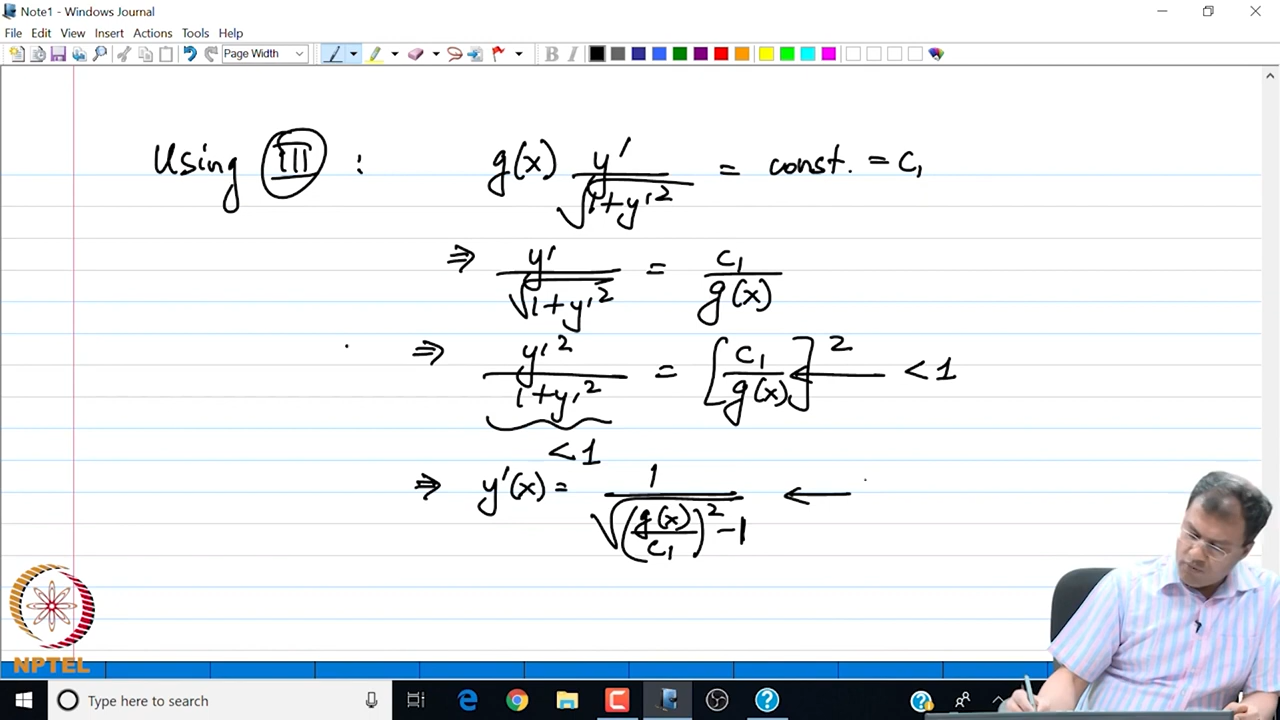 Note1 - Windows Journal
File Edit View Insert Actions Tools Help
Page Width
B I
Using III : g(x) y' / √(1+y'²) = const. = c₁
⇒ y' / √(1+y'²) = c₁ / g(x)
⇒ y'² / (1+y'²) = [c₁ / g(x)]² ← < 1
< 1
⇒ y'(x) = 1 / √((g(x)/c₁)² - 1) ←
NPTEL
Type here to search